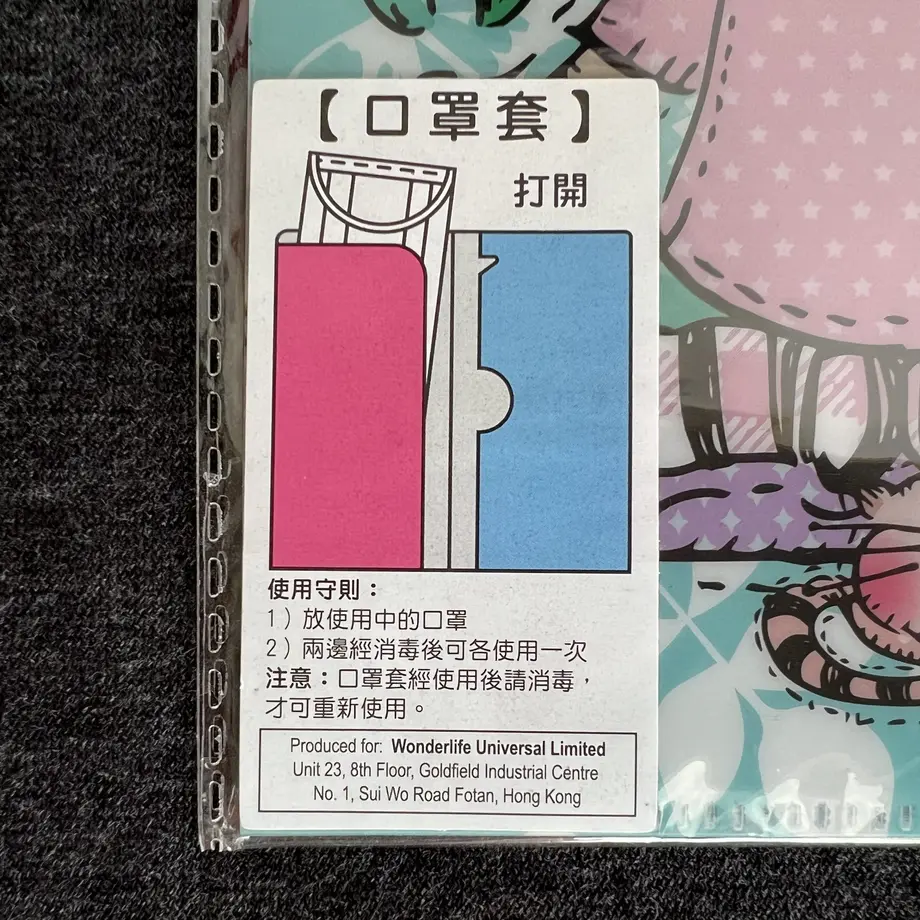 【口罩套】
打開
使用守則：
1）放使用中的口罩
2）兩邊經消毒後可各使用一次
注意：口罩套經使用後請消毒，
才可重新使用。
Produced for: Wonderlife Universal Limited
Unit 23, 8th Floor, Goldfield Industrial Centre
No. 1, Sui Wo Road Fotan, Hong Kong